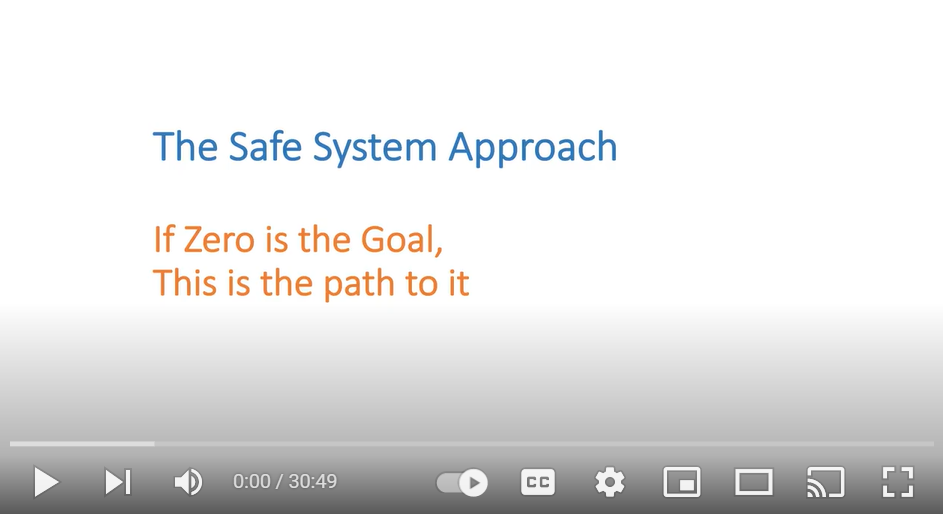 The Safe System Approach
If Zero is the Goal,
This is the path to it
0:00 / 30:49
CC